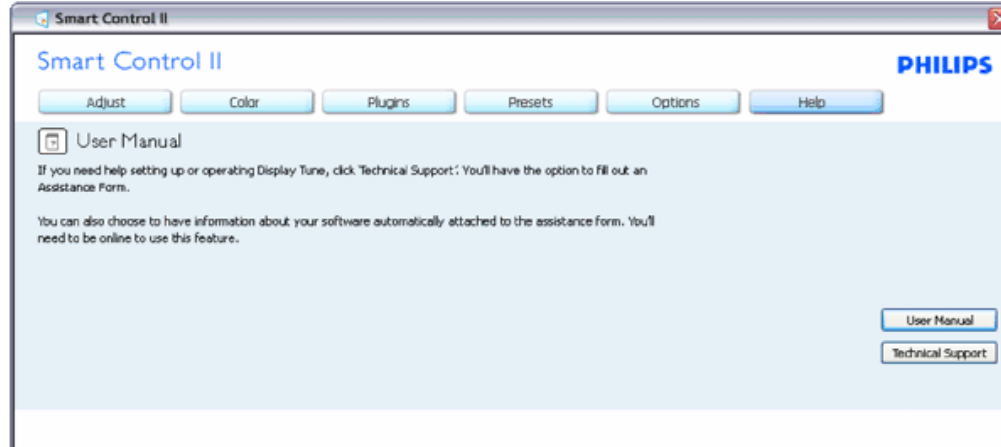 Smart Control II
Smart Control II
PHILIPS
Adjust
Color
Plugins
Presets
Options
Help
User Manual
If you need help setting up or operating Display Tune, click 'Technical Support'. You'll have the option to fill out an
Assistance Form.
You can also choose to have information about your software automatically attached to the assistance form. You'll
need to be online to use this feature.
User Manual
Technical Support